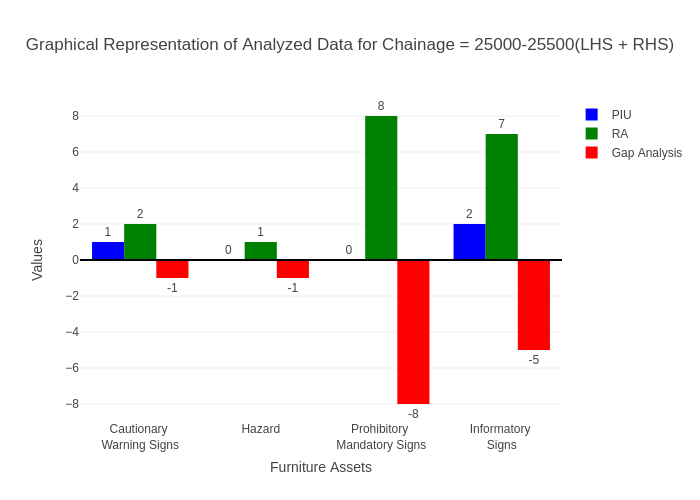 Graphical Representation of Analyzed Data for Chainage = 25000-25500(LHS + RHS)
PIU
RA
Gap Analysis
Values
8
6
4
2
0
−2
−4
−6
−8
1
2
-1
0
1
-1
0
8
-8
2
7
-5
Cautionary
Warning Signs
Hazard
Prohibitory
Mandatory Signs
Informatory
Signs
Furniture Assets